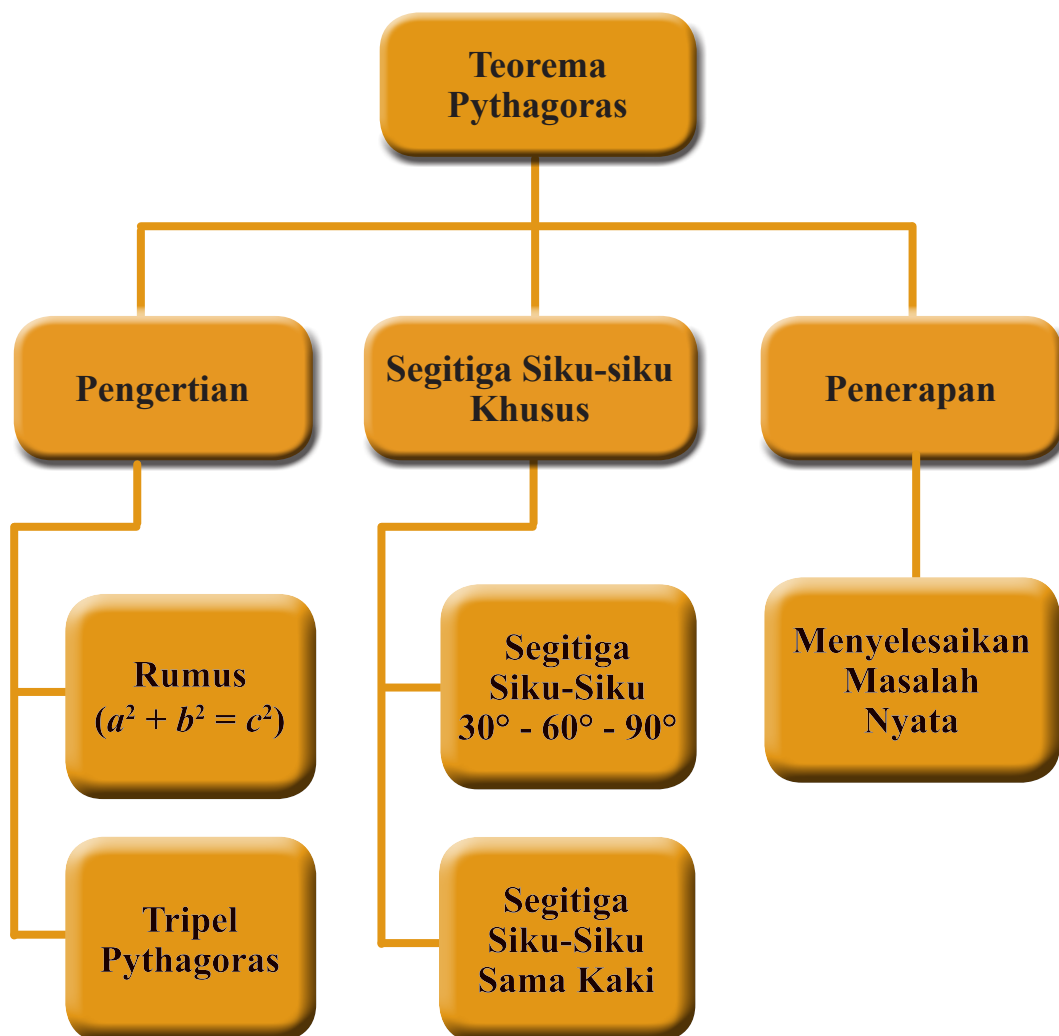 Teorema
Pythagoras
Pengertian
Segitiga Siku-siku
Khusus
Penerapan
Rumus
(a² + b² = c²)
Segitiga
Siku-Siku
30° - 60° - 90°
Menyelesaikan
Masalah
Nyata
Tripel
Pythagoras
Segitiga
Siku-Siku
Sama Kaki